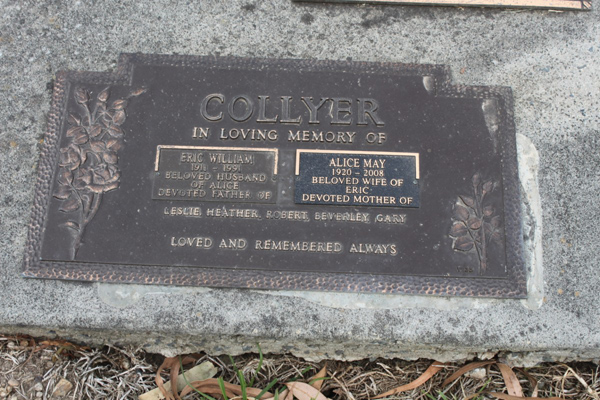 COLLYER
IN LOVING MEMORY OF
ERIC WILLIAM
BELOVED HUSBAND
OF ALICE
DEVOTED FATHER OF
ALICE MAY
1920 - 2008
BELOVED WIFE OF
ERIC
DEVOTED MOTHER OF
LESLIE, HEATHER, ROBERT, BEVERLEY, GARY
LOVED AND REMEMBERED ALWAYS